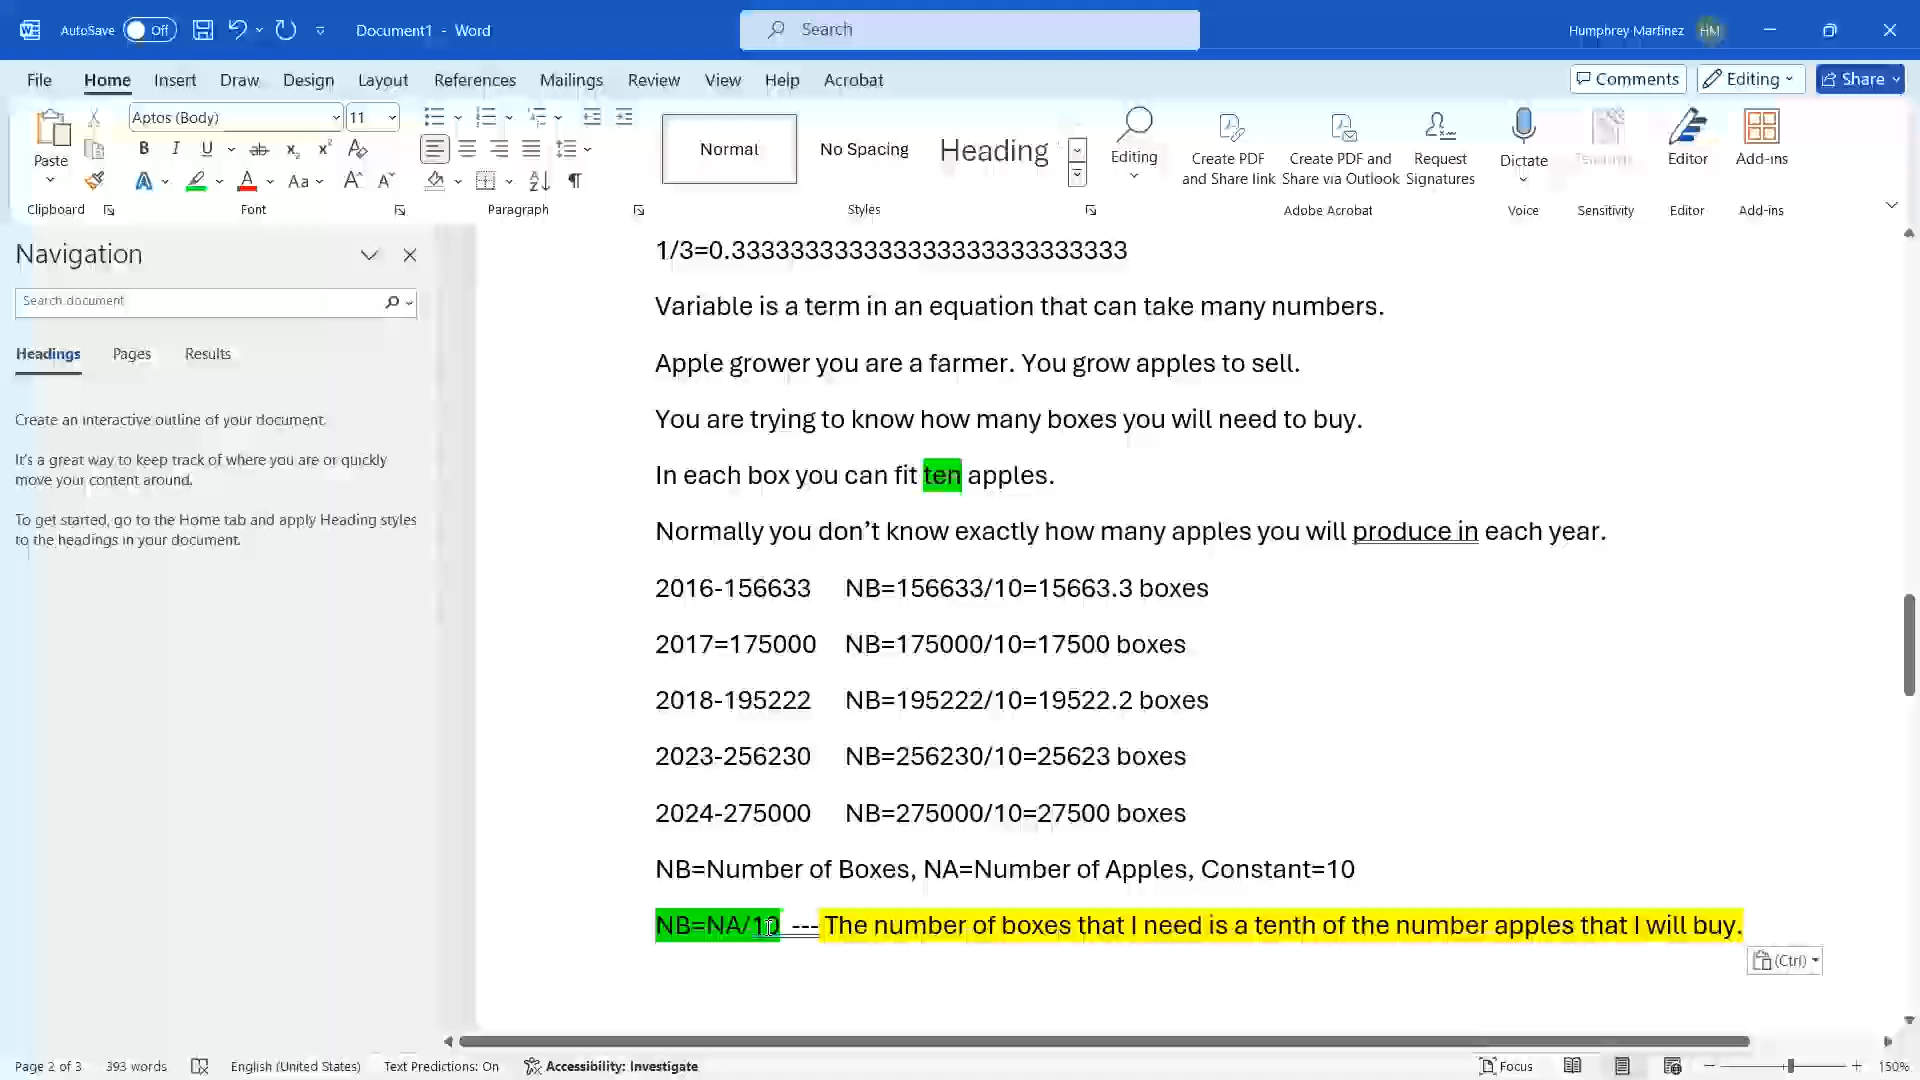 AutoSave Off Document1 - Word Search Humphrey Martinez HM
File Home Insert Draw Design Layout References Mailings Review View Help Acrobat Comments Editing Share
Aptos (Body) 11
Paste
B I U ab x₂ x² A
A A Aa A A
Normal No Spacing Heading
Editing
Create PDF and Share link
Create PDF and Share via Outlook
Request Signatures
Dictate
Editor
Add-ins
Clipboard Font Paragraph Styles Adobe Acrobat Voice Sensitivity Editor Add-ins
Navigation
Search document
Headings Pages Results
Create an interactive outline of your document.
It's a great way to keep track of where you are or quickly
move your content around.
To get started, go to the Home tab and apply Heading styles
to the headings in your document.
1/3=0.3333333333333333333333333333
Variable is a term in an equation that can take many numbers.
Apple grower you are a farmer. You grow apples to sell.
You are trying to know how many boxes you will need to buy.
In each box you can fit ten apples.
Normally you don't know exactly how many apples you will produce in each year.
2016-156633 NB=156633/10=15663.3 boxes
2017=175000 NB=175000/10=17500 boxes
2018-195222 NB=195222/10=19522.2 boxes
2023-256230 NB=256230/10=25623 boxes
2024-275000 NB=275000/10=27500 boxes
NB=Number of Boxes, NA=Number of Apples, Constant=10
NB=NA/10 --- The number of boxes that I need is a tenth of the number apples that I will buy.
(Ctrl)
Page 2 of 3 393 words English (United States) Text Predictions: On Accessibility: Investigate Focus 150%